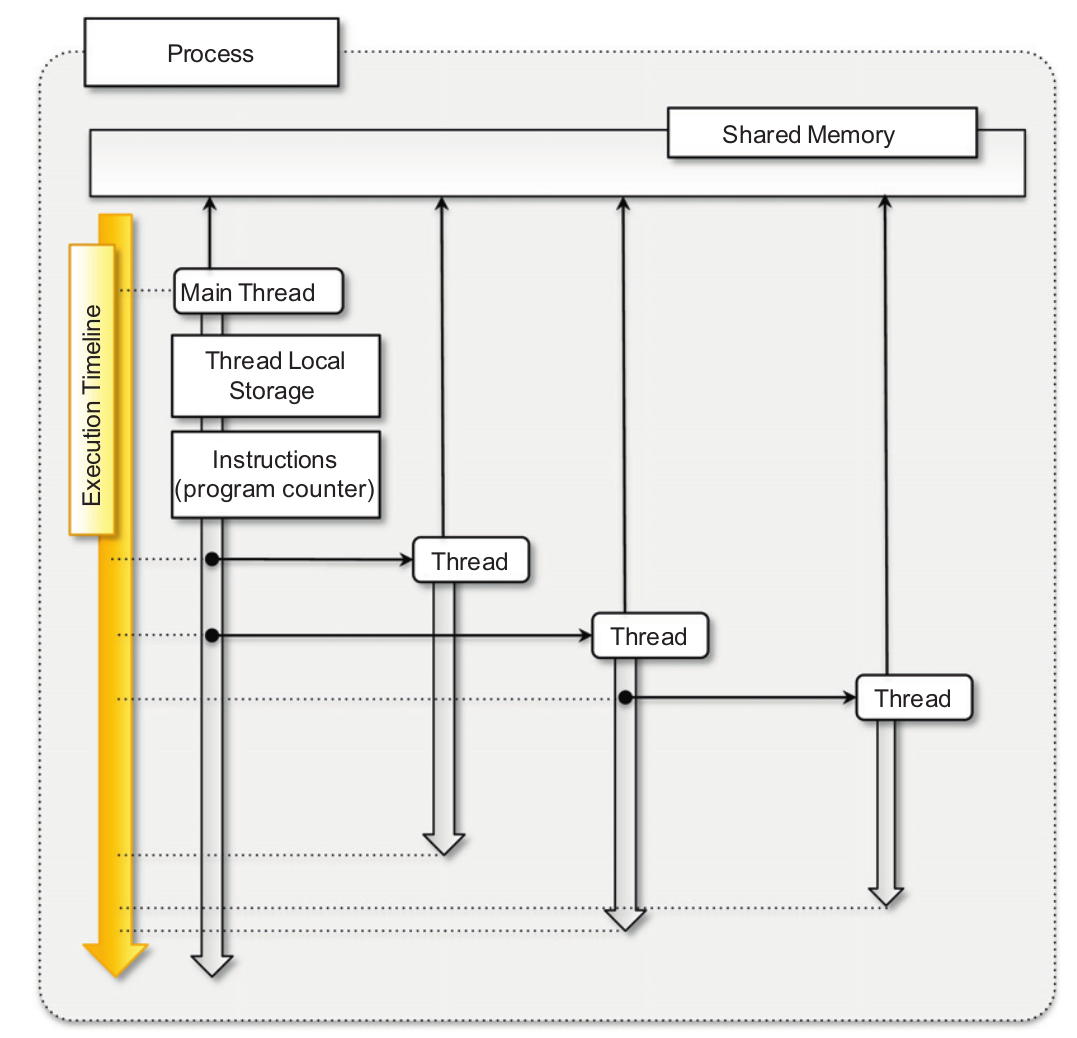 Process
Shared Memory
Execution Timeline
Main Thread
Thread Local
Storage
Instructions
(program counter)
Thread
Thread
Thread